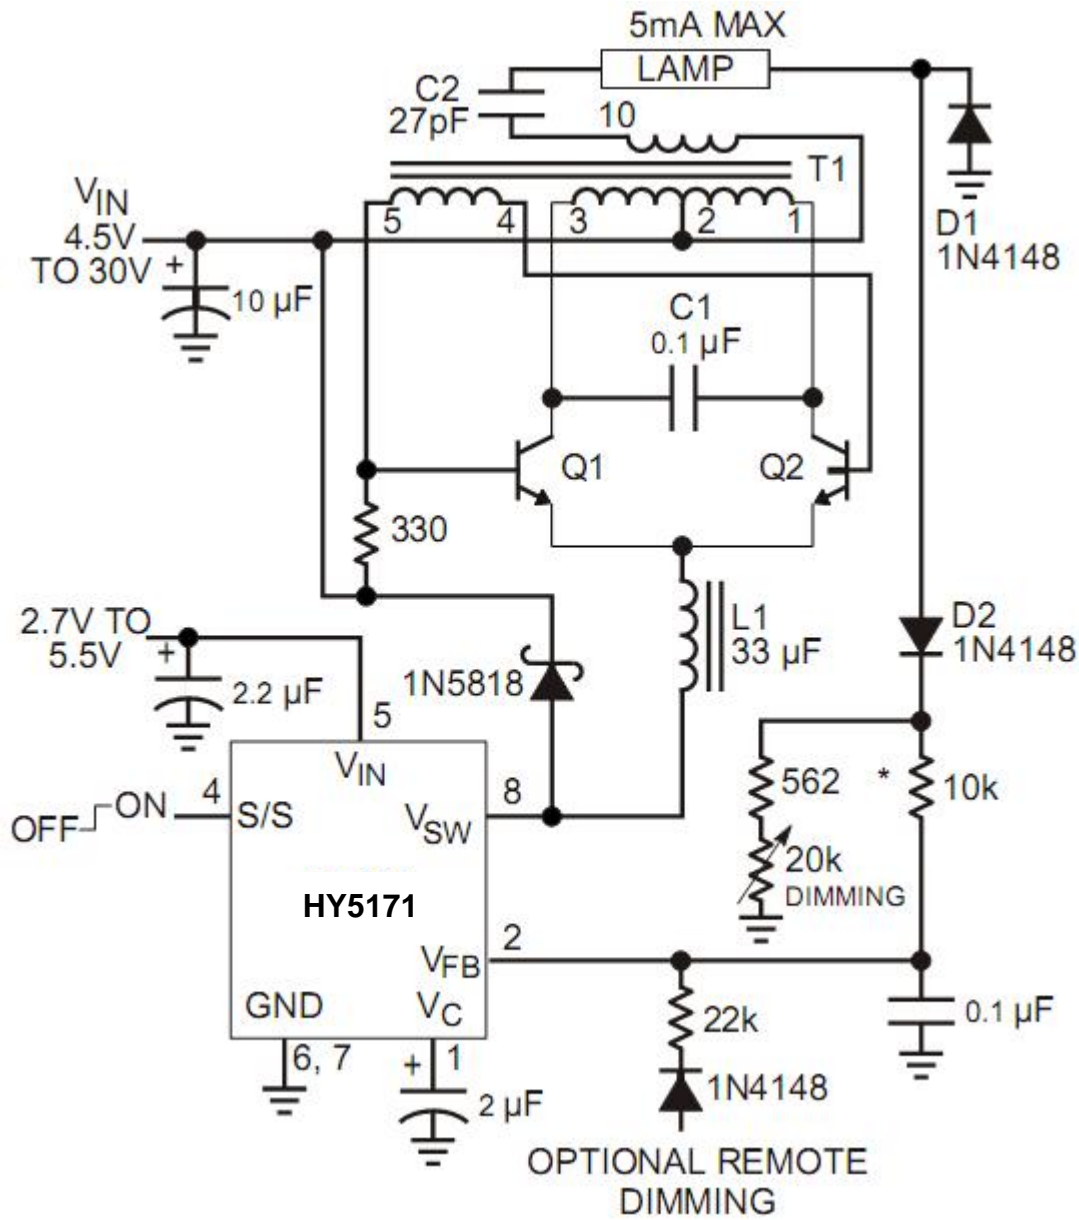 5mA MAX
LAMP
C2
27pF
10
T1
VIN
4.5V
TO 30V
+
10 µF
5
4
3
2
1
D1
1N4148
C1
0.1 µF
Q1
Q2
330
2.7V TO
5.5V
+
2.2 µF
1N5818
L1
33 µF
D2
1N4148
5
VIN
562
*
10k
OFF
ON
4
S/S
VSW
8
20k
DIMMING
HY5171
VFB
2
GND
VC
22k
0.1 µF
6, 7
+
1
2 µF
1N4148
OPTIONAL REMOTE
DIMMING